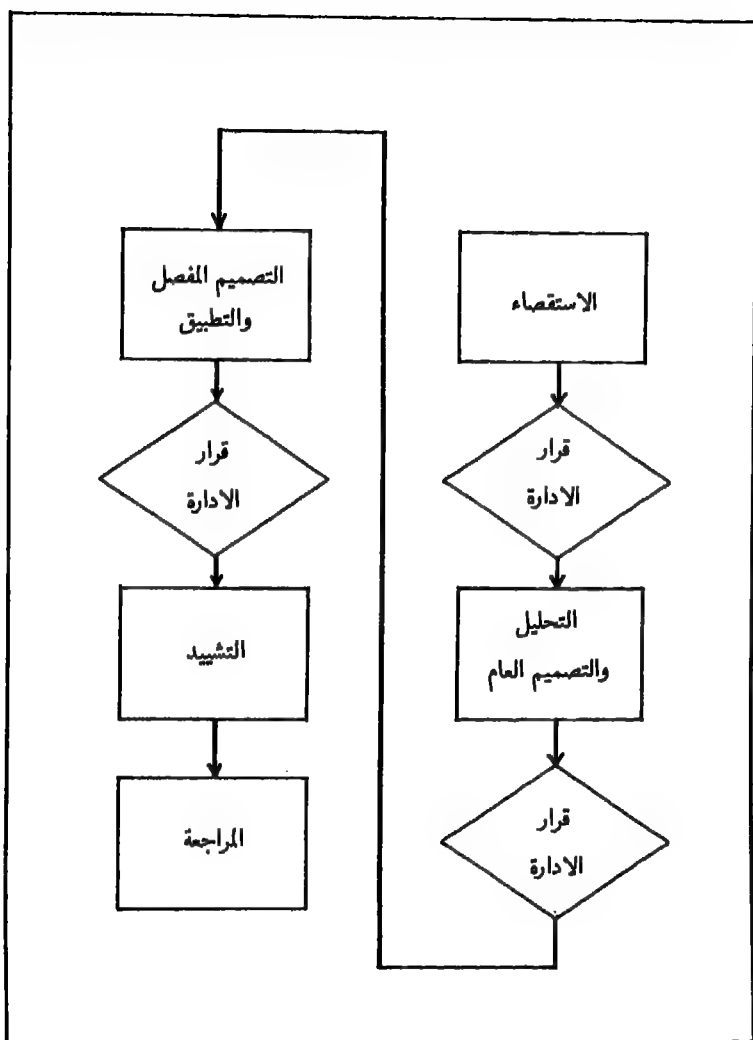 الاستقصاء
قرار
الادارة
التحليل
والتصميم العام
قرار
الادارة
التصميم المفصل
والتطبيق
قرار
الادارة
التشييد
المراجعة